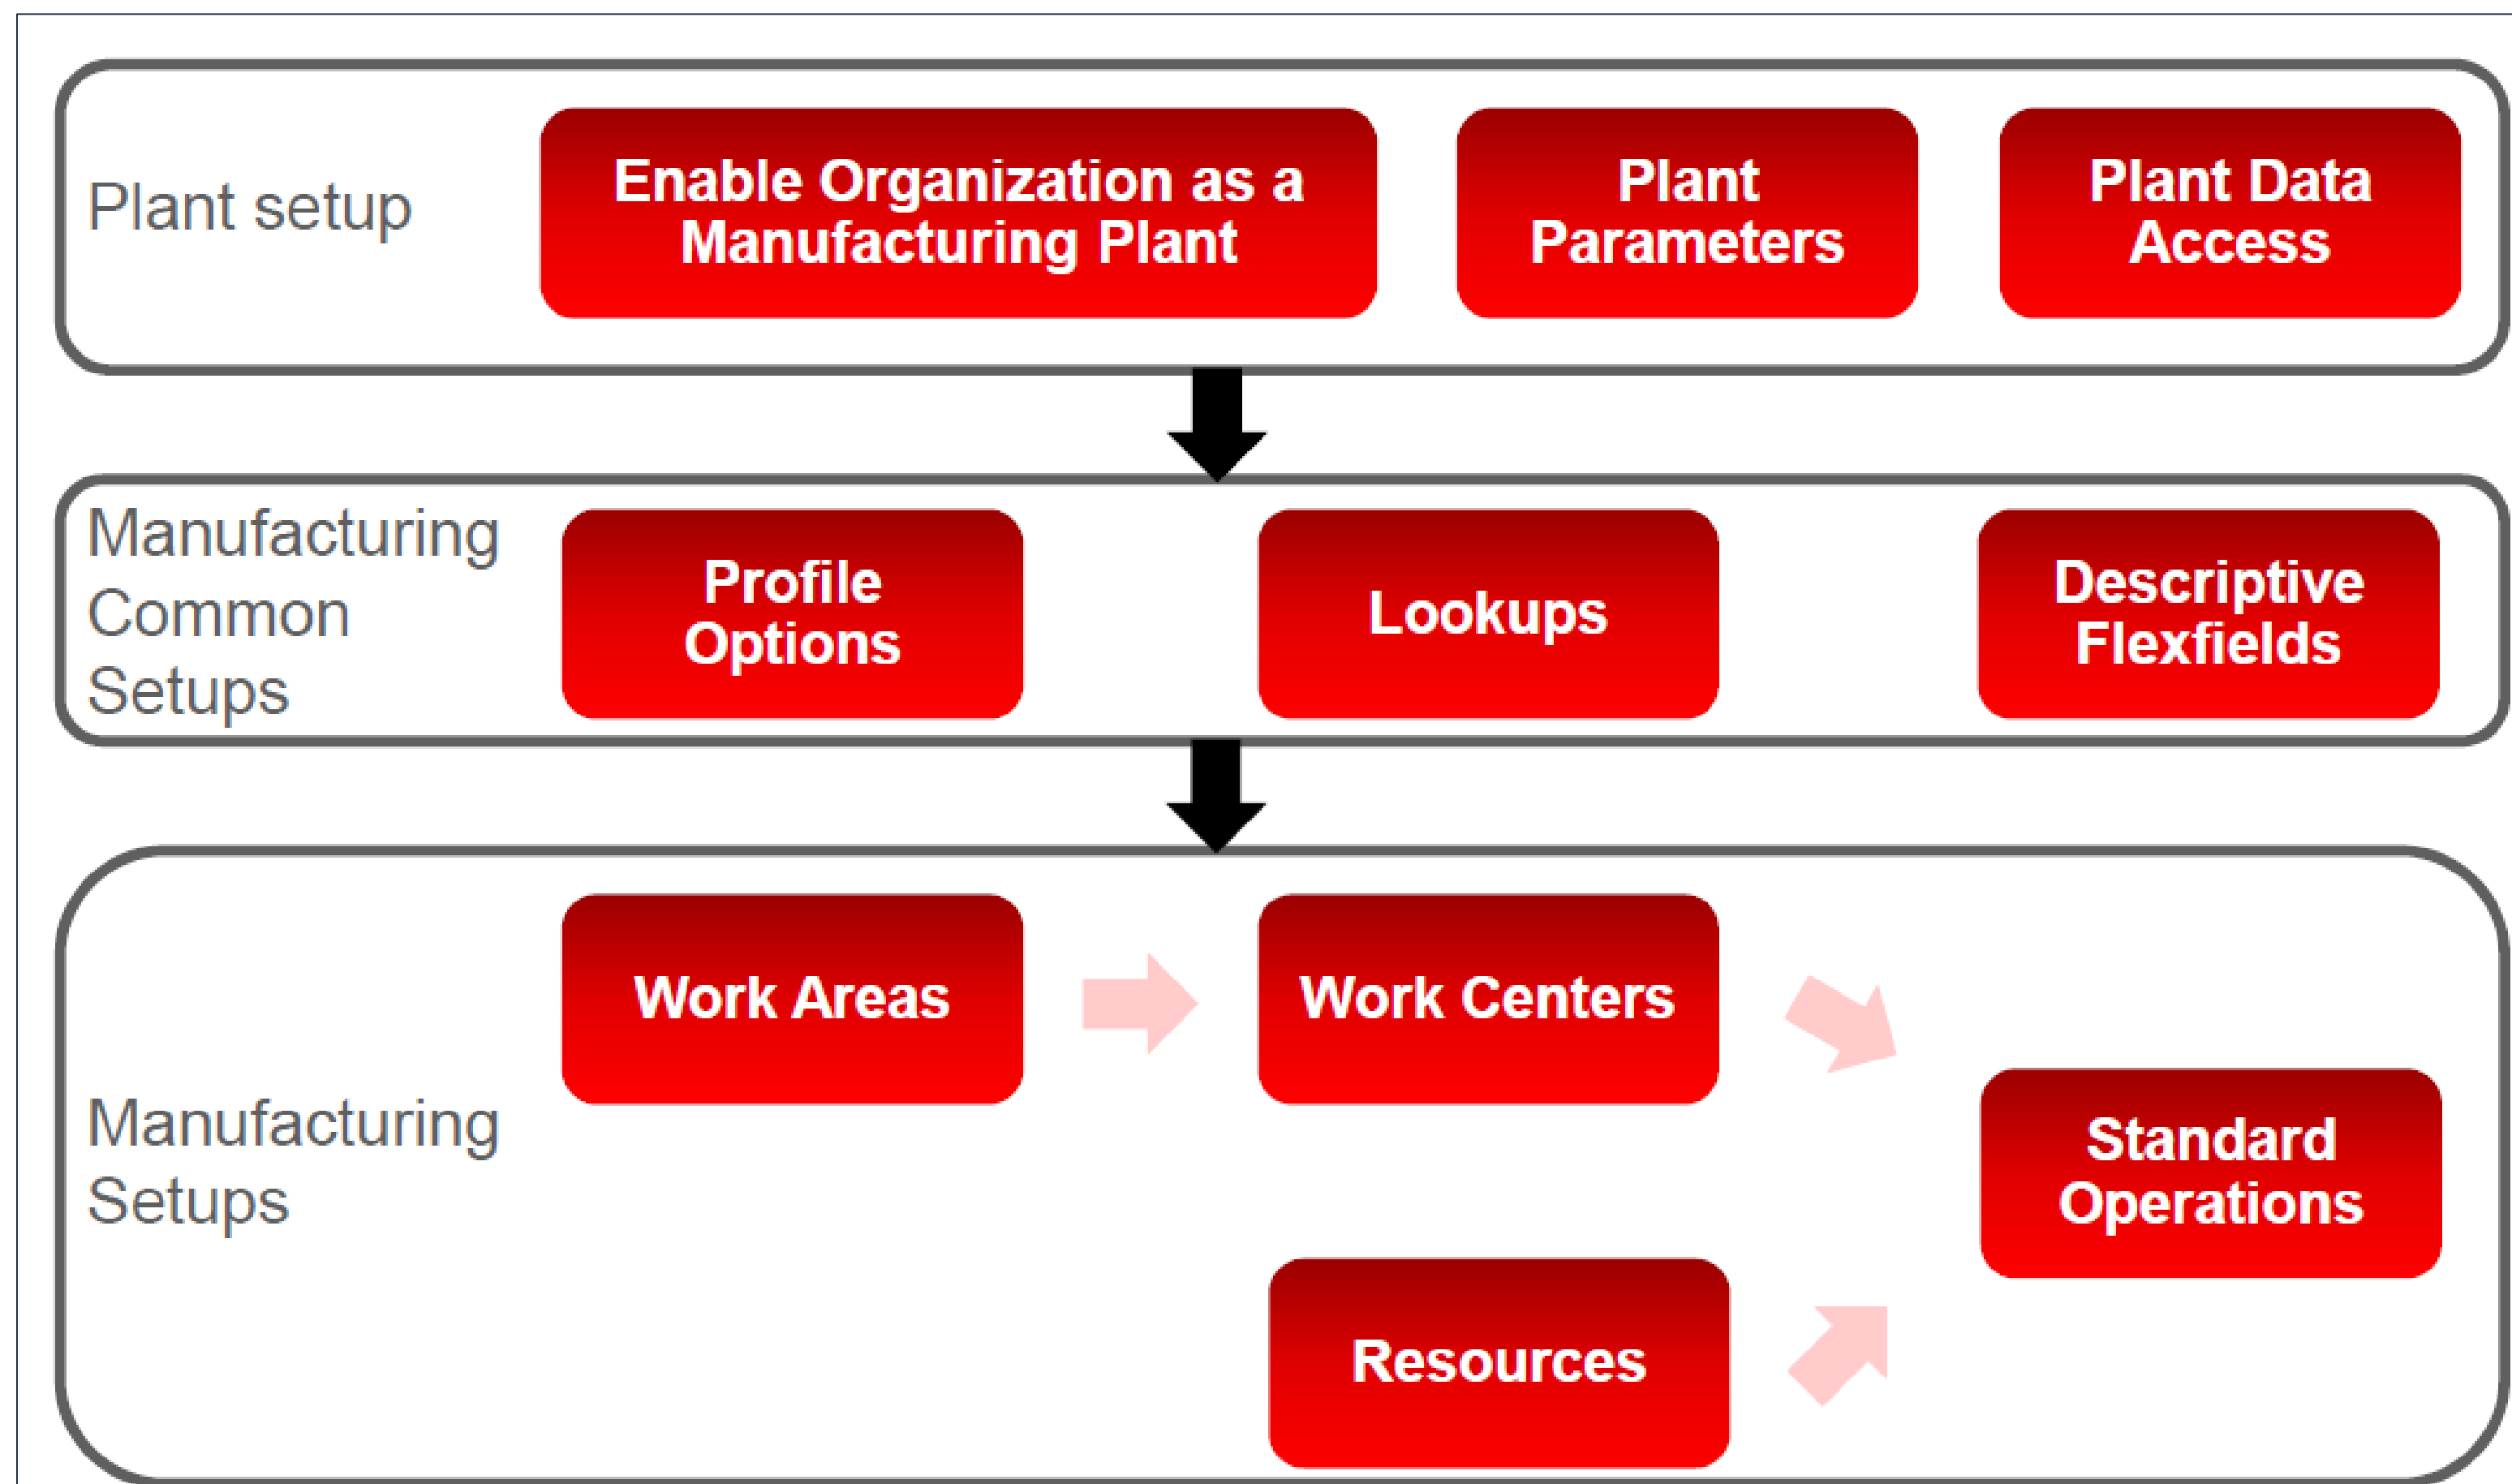 Plant setup
Enable Organization as a
Manufacturing Plant
Plant
Parameters
Plant Data
Access
Manufacturing
Common
Setups
Profile
Options
Lookups
Descriptive
Flexfields
Manufacturing
Setups
Work Areas
Work Centers
Standard
Operations
Resources